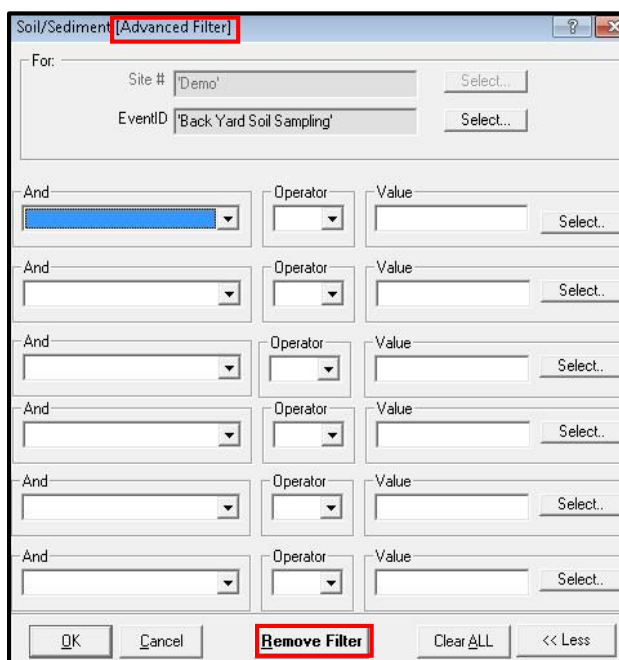 Soil/Sediment [Advanced Filter] ? X
For:
Site # 'Demo' Select...
EventID 'Back Yard Soil Sampling' Select...
And Operator Value
Select..
And Operator Value
Select..
And Operator Value
Select..
And Operator Value
Select..
And Operator Value
Select..
And Operator Value
Select..
OK Cancel Remove Filter Clear ALL << Less